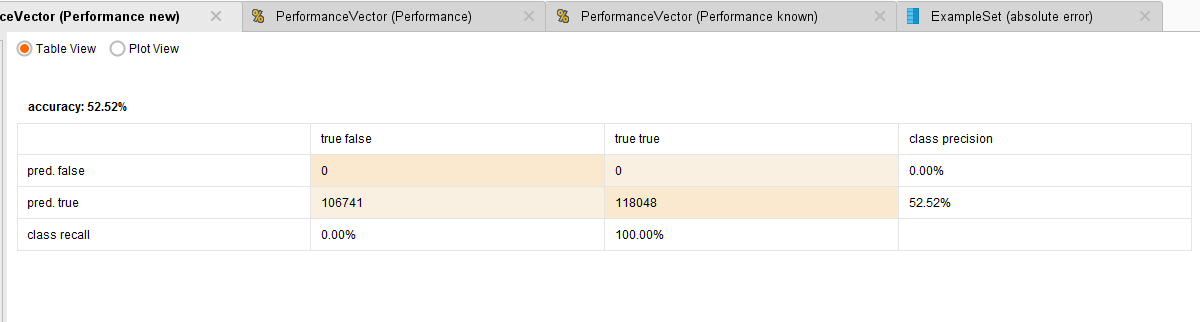 ceVector (Performance new) PerformanceVector (Performance) PerformanceVector (Performance known) ExampleSet (absolute error)
Table View Plot View
accuracy: 52.52%
true false true true class precision
pred. false 0 0 0.00%
pred. true 106741 118048 52.52%
class recall 0.00% 100.00%